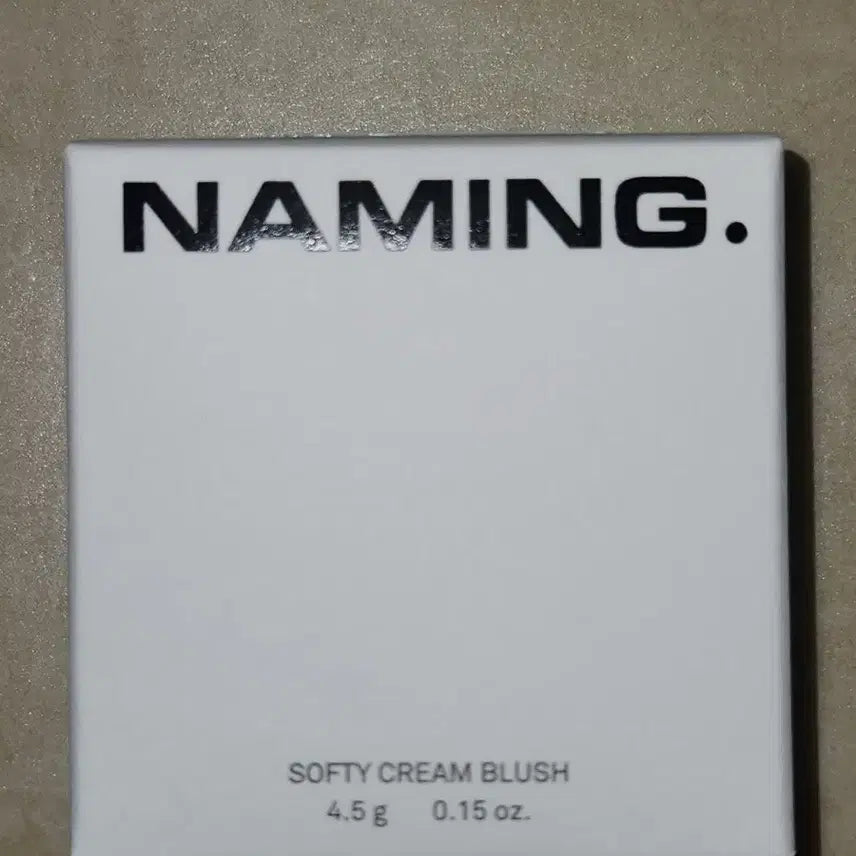 NAMING.
SOFTY CREAM BLUSH
4.5 g 0.15 oz.